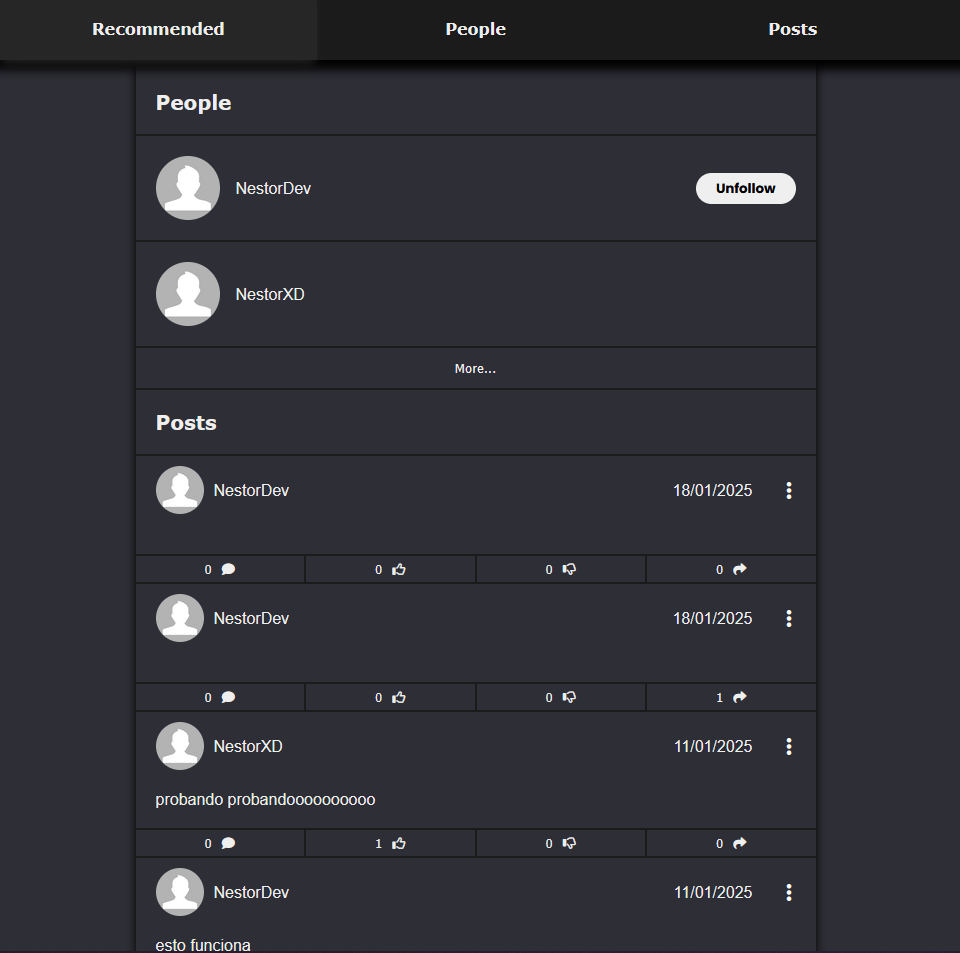 Recommended People Posts
People
NestorDev Unfollow
NestorXD
More...
Posts
NestorDev 18/01/2025
0 0 0 0
NestorDev 18/01/2025
0 0 0 1
NestorXD 11/01/2025
probando probandoooooooooo
0 1 0 0
NestorDev 11/01/2025
esto funciona